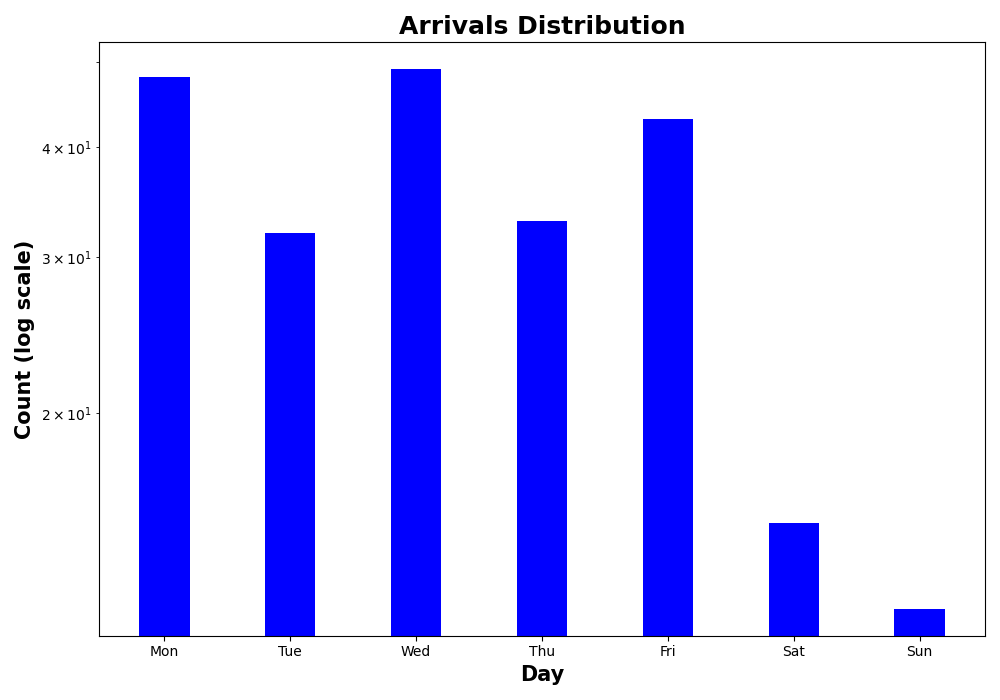 Arrivals Distribution
Count (log scale)
4 × 10¹
3 × 10¹
2 × 10¹
Mon Tue Wed Thu Fri Sat Sun
Day